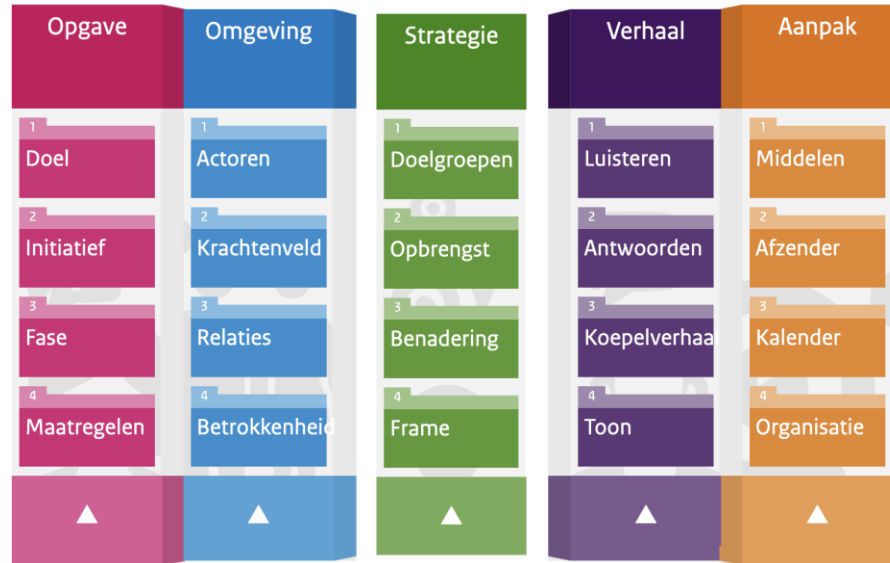 Opgave
1
Doel
2
Initiatief
3
Fase
4
Maatregelen
Omgeving
1
Actoren
2
Krachtenveld
3
Relaties
4
Betrokkenheid
Strategie
1
Doelgroepen
2
Opbrengst
3
Benadering
4
Frame
Verhaal
1
Luisteren
2
Antwoorden
3
Koepelverhaal
4
Toon
Aanpak
1
Middelen
2
Afzender
3
Kalender
4
Organisatie